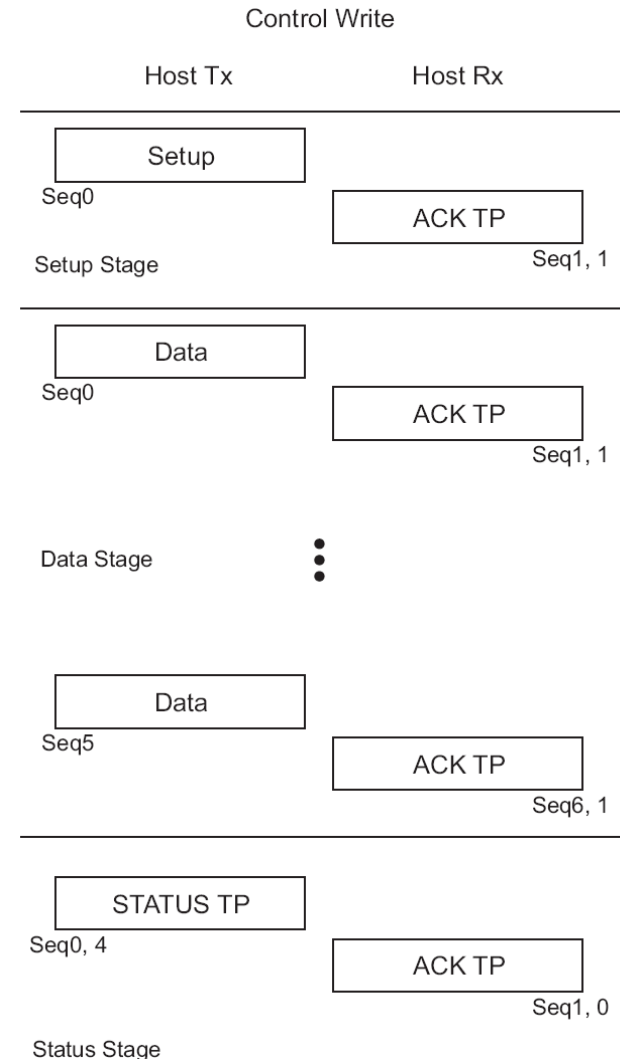 Control Write
Host Tx Host Rx
Setup
Seq0
ACK TP
Seq1, 1
Setup Stage
Data
Seq0
ACK TP
Seq1, 1
Data Stage
Data
Seq5
ACK TP
Seq6, 1
STATUS TP
Seq0, 4
ACK TP
Seq1, 0
Status Stage